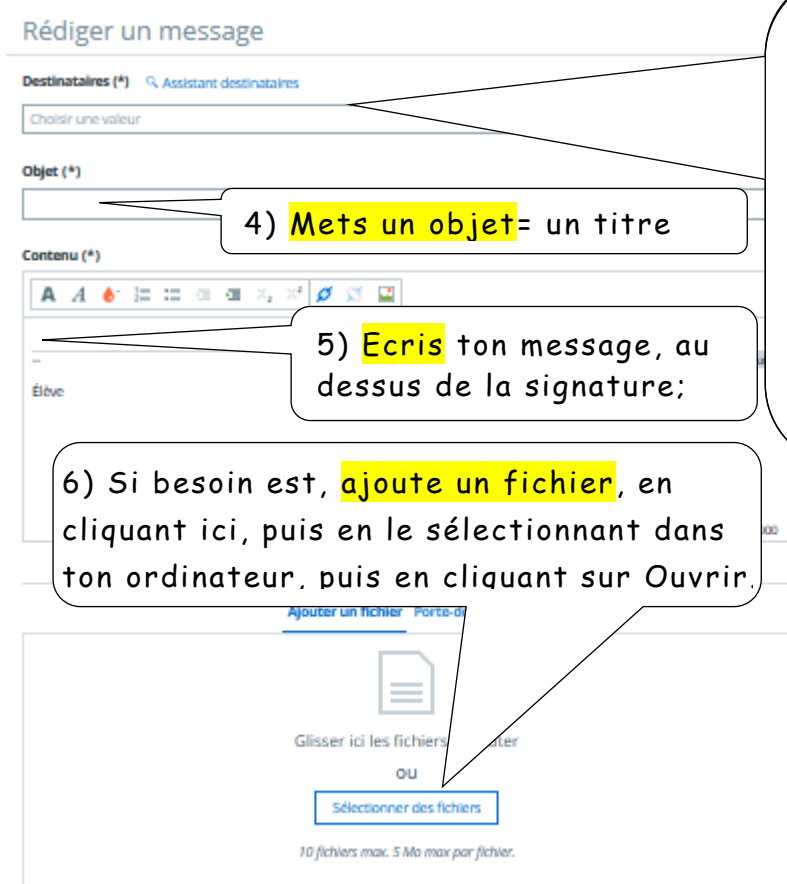 Rédiger un message
Destinataires (*) Assistant destinataires
Choisir une valeur
Objet (*)
4) Mets un objet= un titre
Contenu (*)
A A X₂ X²
5) Ecris ton message, au
dessus de la signature;
--
Élève
6) Si besoin est, ajoute un fichier, en
cliquant ici, puis en le sélectionnant dans
ton ordinateur, puis en cliquant sur Ouvrir.
Ajouter un fichier
Glisser ici les fichiers
ou
Sélectionner des fichiers
10 fichiers max. 5 Mo max par fichier.